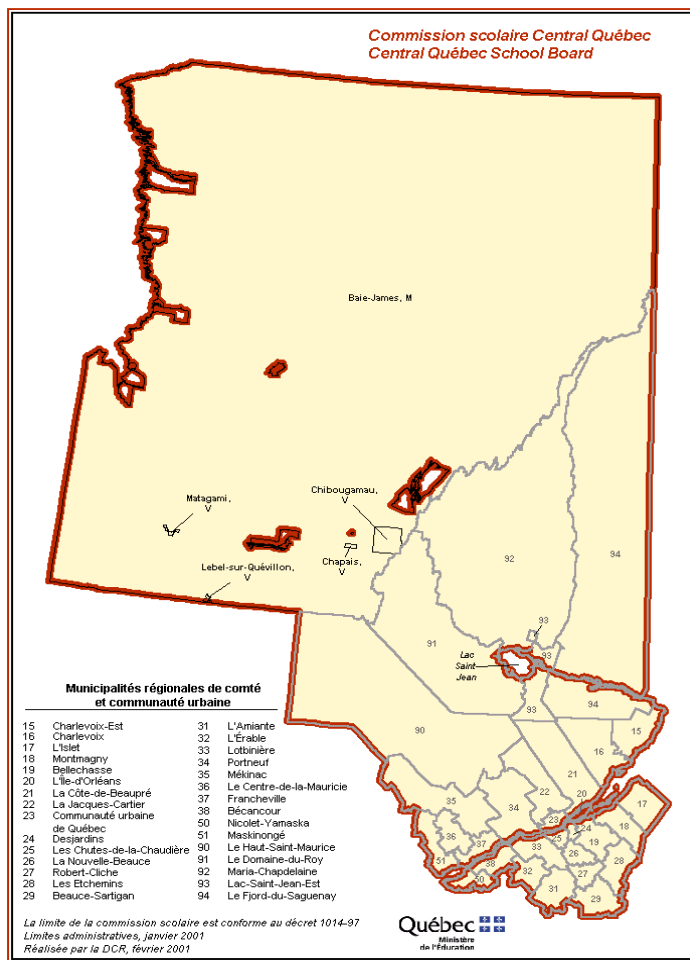 Commission scolaire Central Québec
Central Québec School Board
Baie-James, M
Matagami,
V
Chibougamau,
V
Lebel-sur-Quévillon,
V
Chapais,
V
92
94
93
93
91
Lac
Saint
Jean
93
94
90
15
16
21
35
34
22
20
17
23
24
18
36
37
33
25
19
26
51
38
32
27
28
50
31
29
Municipalités régionales de comté
et communauté urbaine
15 Charlevoix-Est
16 Charlevoix
17 L'Islet
18 Montmagny
19 Bellechasse
20 L'Île-d'Orléans
21 La Côte-de-Beaupré
22 La Jacques-Cartier
23 Communauté urbaine
de Québec
24 Desjardins
25 Les Chutes-de-la-Chaudière
26 La Nouvelle-Beauce
27 Robert-Cliche
28 Les Etchemins
29 Beauce-Sartigan
31 L'Amiante
32 L'Érable
33 Lotbinière
34 Portneuf
35 Mékinac
36 Le Centre-de-la-Mauricie
37 Francheville
38 Bécancour
50 Nicolet-Yamaska
51 Maskinongé
90 Le Haut-Saint-Maurice
91 Le Domaine-du-Roy
92 Maria-Chapdelaine
93 Lac-Saint-Jean-Est
94 Le Fjord-du-Saguenay
La limite de la commission scolaire est conforme au décret 1014-97
Limites administratives, janvier 2001
Réalisée par la DCR, février 2001
Québec
Ministère
de l'Éducation